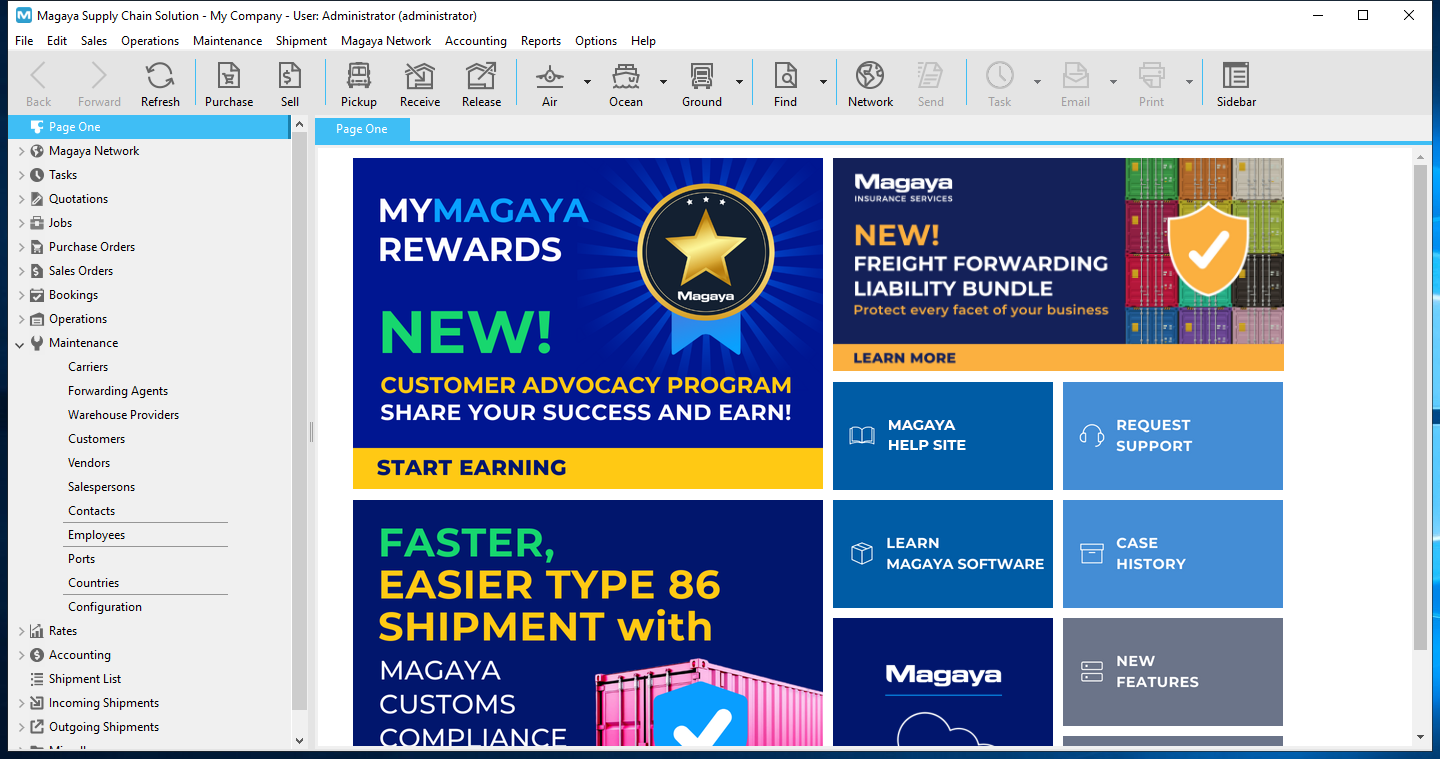 Magaya Supply Chain Solution - My Company - User: Administrator (administrator)
File Edit Sales Operations Maintenance Shipment Magaya Network Accounting Reports Options Help
Back Forward Refresh Purchase Sell Pickup Receive Release Air Ocean Ground Find Network Send Task Email Print Sidebar
Page One
Magaya Network
Tasks
Quotations
Jobs
Purchase Orders
Sales Orders
Bookings
Operations
Maintenance
Carriers
Forwarding Agents
Warehouse Providers
Customers
Vendors
Salespersons
Contacts
Employees
Ports
Countries
Configuration
Rates
Accounting
Shipment List
Incoming Shipments
Outgoing Shipments
Page One
MYMAGAYA
REWARDS
Magaya
NEW!
CUSTOMER ADVOCACY PROGRAM
SHARE YOUR SUCCESS AND EARN!
START EARNING
FASTER,
EASIER TYPE 86
SHIPMENT with
MAGAYA
CUSTOMS
COMPLIANCE
Magaya
INSURANCE SERVICES
NEW!
FREIGHT FORWARDING
LIABILITY BUNDLE
Protect every facet of your business
LEARN MORE
MAGAYA
HELP SITE
REQUEST
SUPPORT
LEARN
MAGAYA SOFTWARE
CASE
HISTORY
Magaya
NEW
FEATURES